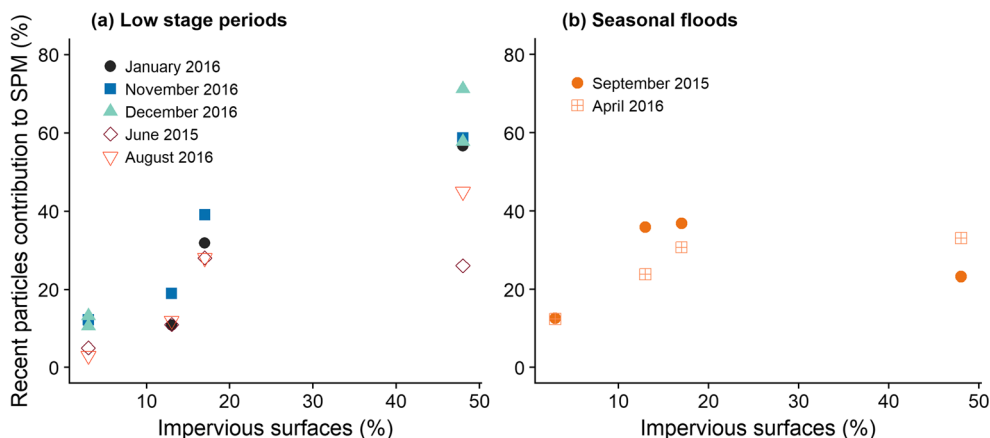 (a) Low stage periods
(b) Seasonal floods
Recent particles contribution to SPM (%)
80
60
40
20
0
January 2016
November 2016
December 2016
June 2015
August 2016
10
20
30
40
50
Impervious surfaces (%)
80
60
40
20
0
September 2015
April 2016
10
20
30
40
50
Impervious surfaces (%)